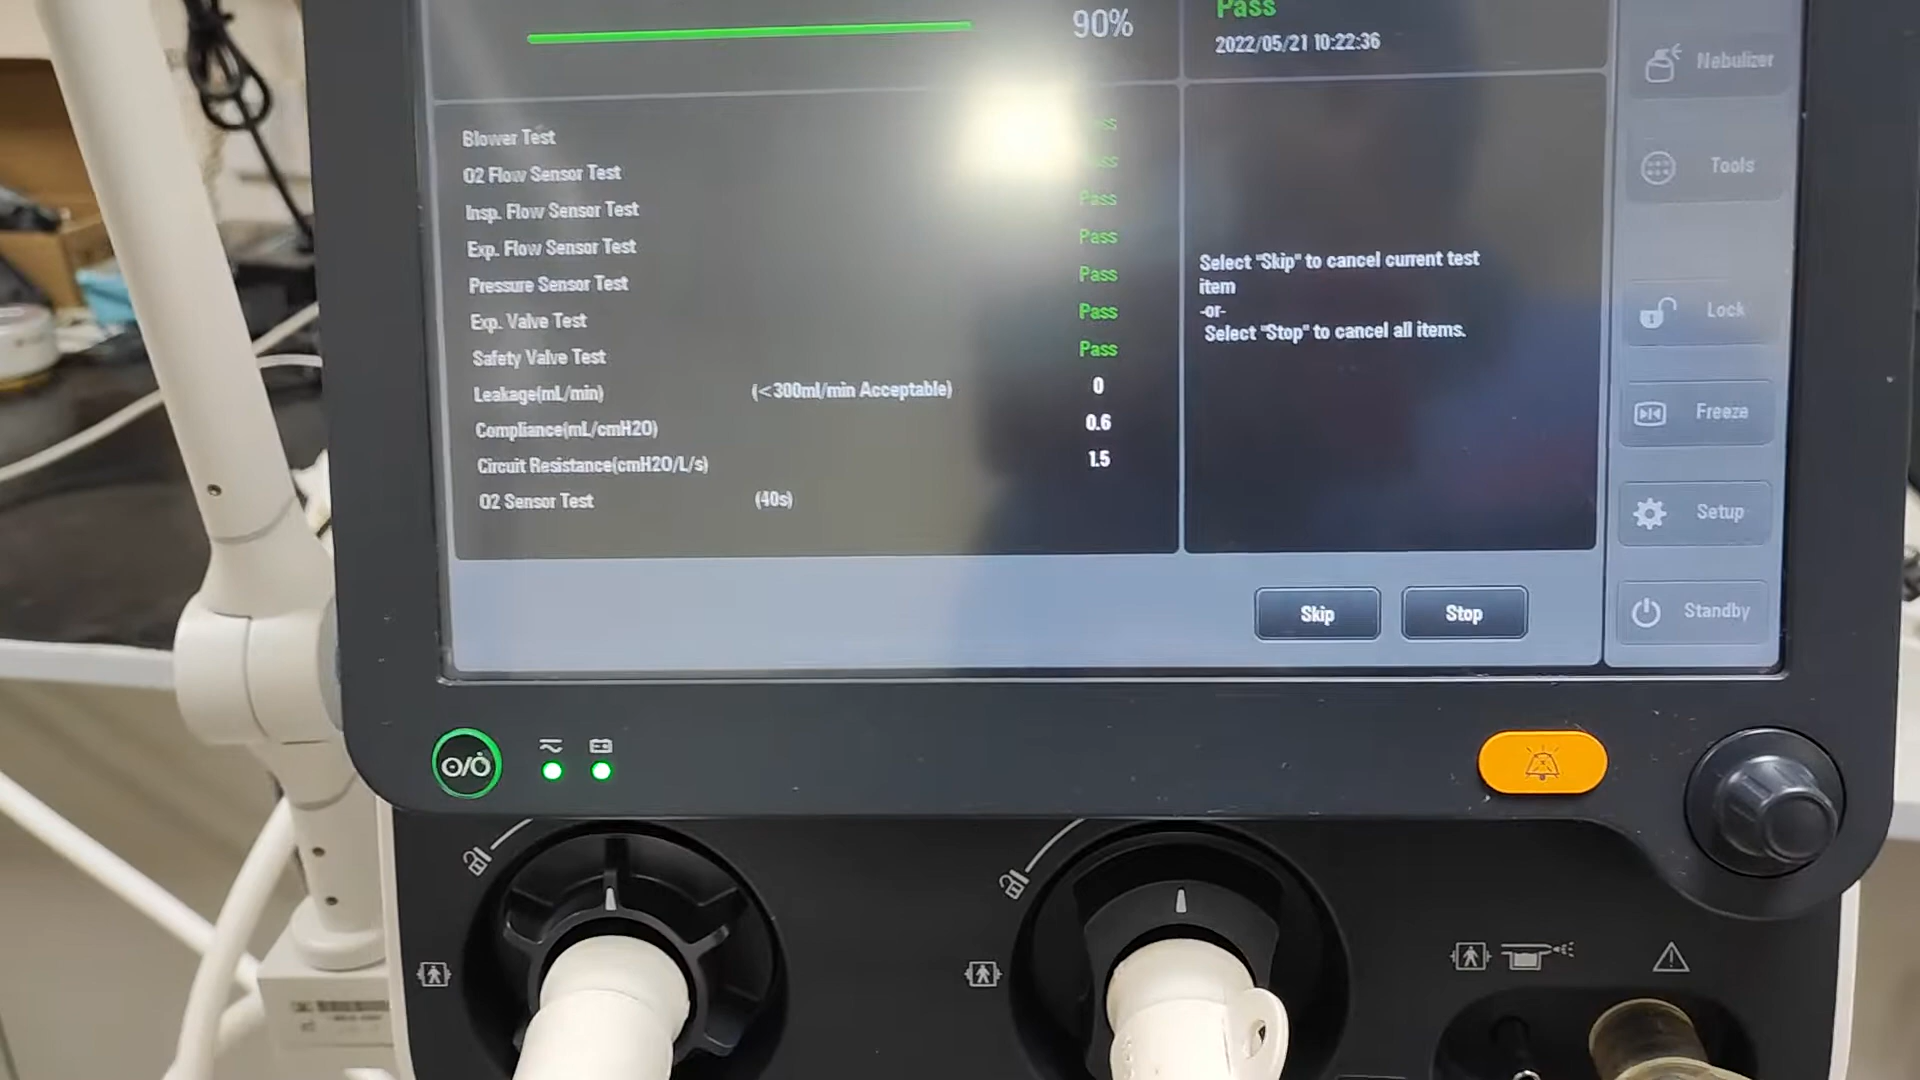 90%
Pass
2022/05/21 10:22:36
Blower Test
O2 Flow Sensor Test
Insp. Flow Sensor Test Pass
Exp. Flow Sensor Test Pass
Pressure Sensor Test Pass
Exp. Valve Test Pass
Safety Valve Test Pass
Leakage(mL/min) (<300ml/min Acceptable) 0
Compliance(mL/cmH2O) 0.6
Circuit Resistance(cmH2O/L/s) 1.5
O2 Sensor Test (40s)
Select "Skip" to cancel current test
item
-or-
Select "Stop" to cancel all items.
Skip
Stop
Nebulizer
Tools
Lock
Freeze
Setup
Standby